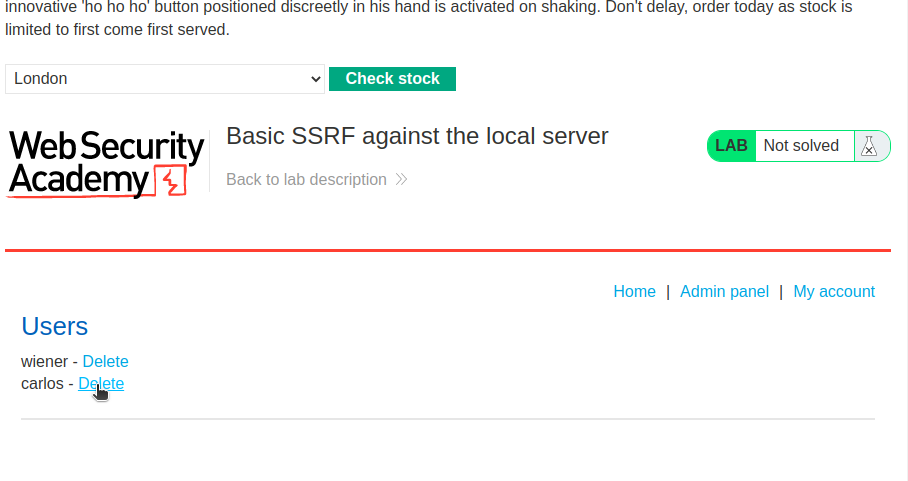 innovative 'ho ho ho' button positioned discreetly in his hand is activated on shaking. Don't delay, order today as stock is
limited to first come first served.
London
Check stock
Web Security
Academy
Basic SSRF against the local server
Back to lab description
LAB Not solved
Home | Admin panel | My account
Users
wiener - Delete
carlos - Delete